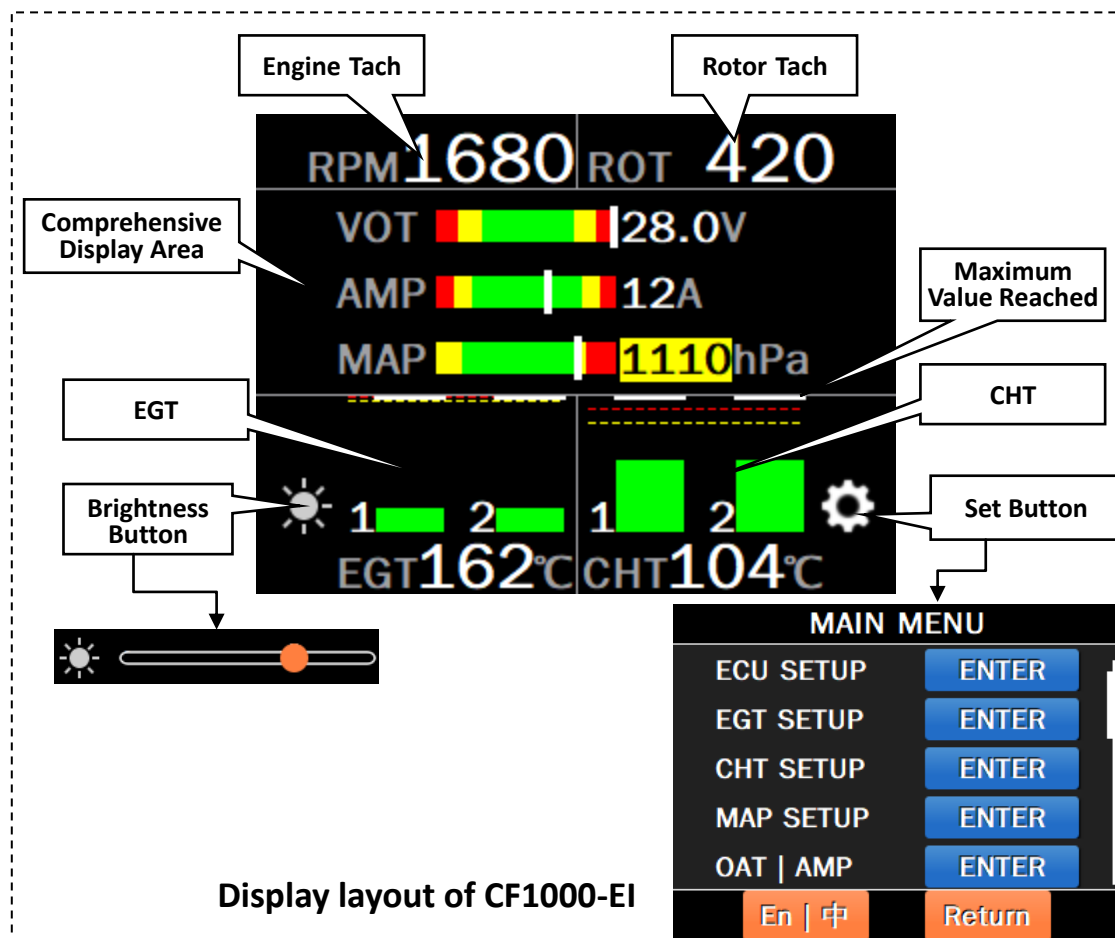 Engine Tach
Rotor Tach
RPM 1680 ROT 420
Comprehensive
Display Area
VOT 28.0V
AMP 12A
Maximum
Value Reached
MAP 1110hPa
EGT
CHT
Brightness
Button
1 2 1 2
Set Button
EGT162℃ CHT104℃
MAIN MENU
ECU SETUP ENTER
EGT SETUP ENTER
CHT SETUP ENTER
MAP SETUP ENTER
OAT | AMP ENTER
En | 中 Return
Display layout of CF1000-EI